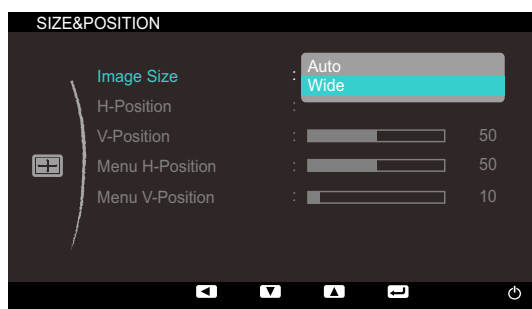 SIZE&POSITION
Image Size : Auto
Wide
H-Position :
V-Position : 50
Menu H-Position : 50
Menu V-Position : 10